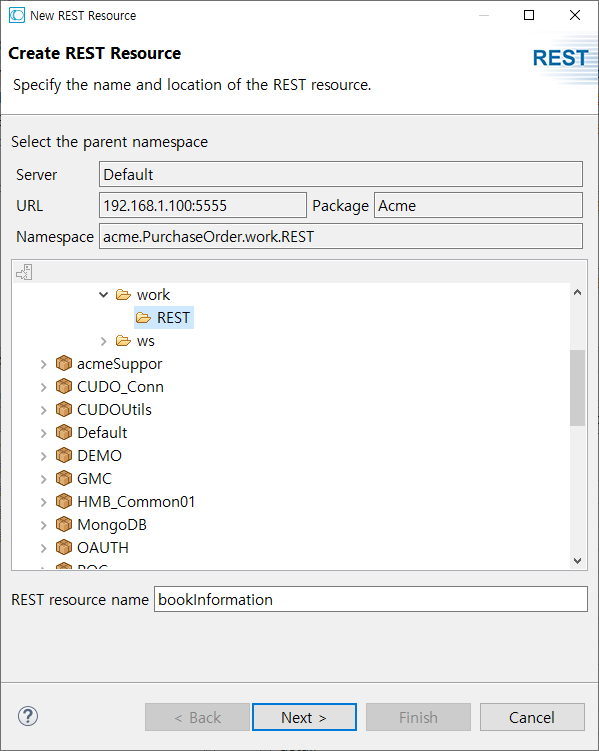 New REST Resource
Create REST Resource
REST
Specify the name and location of the REST resource.
Select the parent namespace
Server Default
URL 192.168.1.100:5555 Package Acme
Namespace acme.PurchaseOrder.work.REST
work
REST
ws
acmeSuppor
CUDO_Conn
CUDOUtils
Default
DEMO
GMC
HMB_Common01
MongoDB
OAUTH
REST resource name bookInformation
? < Back Next > Finish Cancel